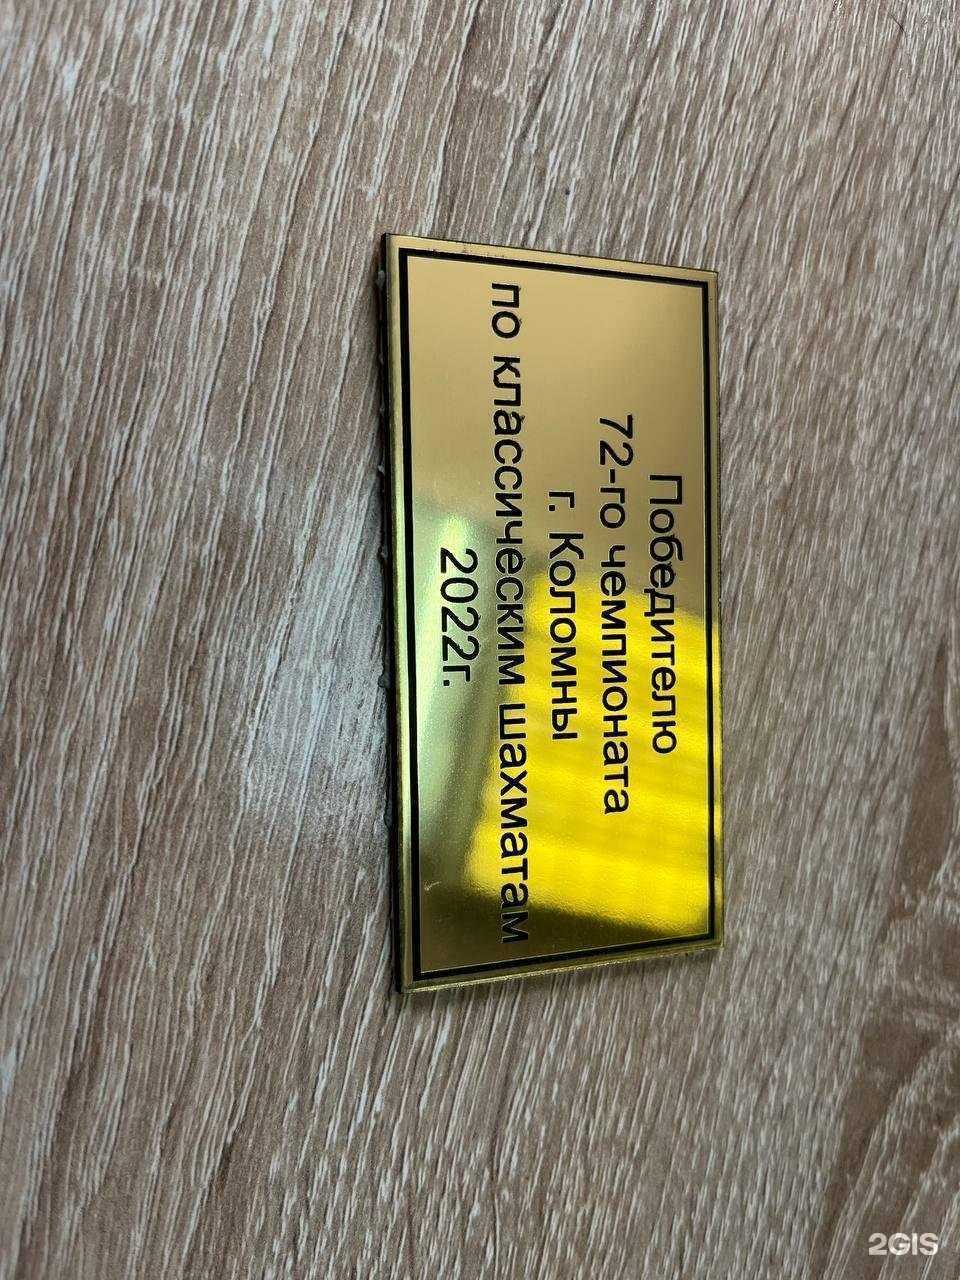 Победителю
72-го чемпионата
г. Коломны
по классическим шахматам
2022г.
2GIS